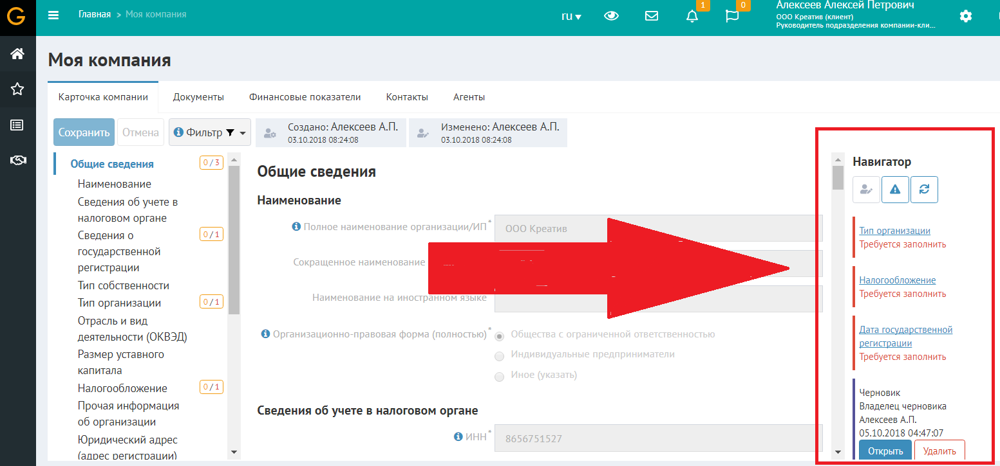 Главная > Моя компания
ru
1
0
Алексеев Алексей Петрович
ООО Креатив (клиент)
Руководитель подразделения компании-кли...
Моя компания
Карточка компании
Документы
Финансовые показатели
Контакты
Агенты
Сохранить
Отмена
Фильтр
Создано: Алексеев А.П.
03.10.2018 08:24:08
Изменено: Алексеев А.П.
03.10.2018 08:24:08
Общие сведения 0 / 3
Наименование
Сведения об учете в
налоговом органе
Сведения о 0 / 1
государственной
регистрации
Тип собственности
Тип организации 0 / 1
Отрасль и вид
деятельности (ОКВЭД)
Размер уставного
капитала
Налогообложение 0 / 1
Прочая информация
об организации
Юридический адрес
(адрес регистрации)
Общие сведения
Наименование
Полное наименование организации/ИП *
ООО Креатив
Сокращенное наименование
Наименование на иностранном языке
Организационно-правовая форма (полностью) *
Общества с ограниченной ответственностью
Индивидуальные предприниматели
Иное (указать)
Сведения об учете в налоговом органе
ИНН *
8656751527
Навигатор
Тип организации
Требуется заполнить
Налогообложение
Требуется заполнить
Дата государственной
регистрации
Требуется заполнить
Черновик
Владелец черновика
Алексеев А.П.
05.10.2018 04:47:07
Открыть
Удалить